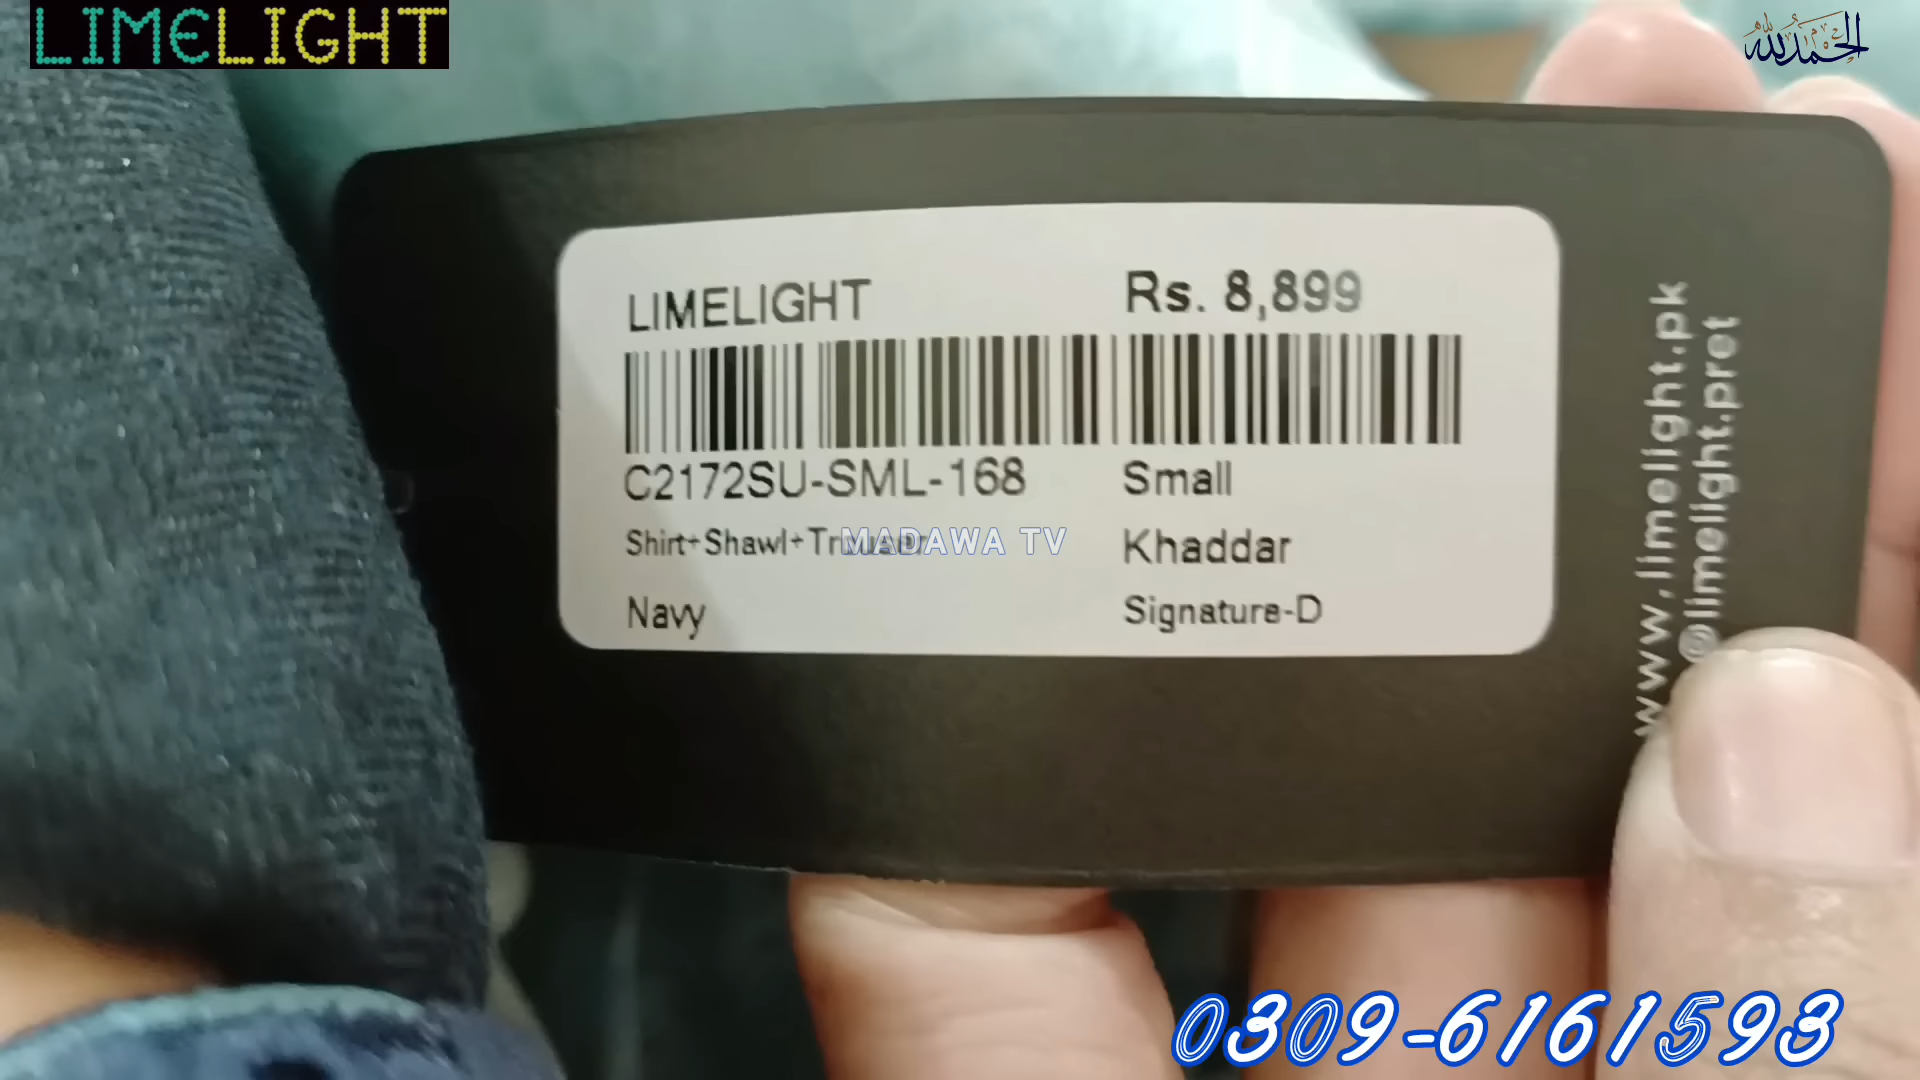 LIMELIGHT
الحمدلله
LIMELIGHT Rs. 8,899
C2172SU-SML-168 Small
Shirt+Shawl+Trouser Khaddar
MADAWA TV
Navy Signature-D
www.limelight.pk
@limelight.pret
0309-6161593